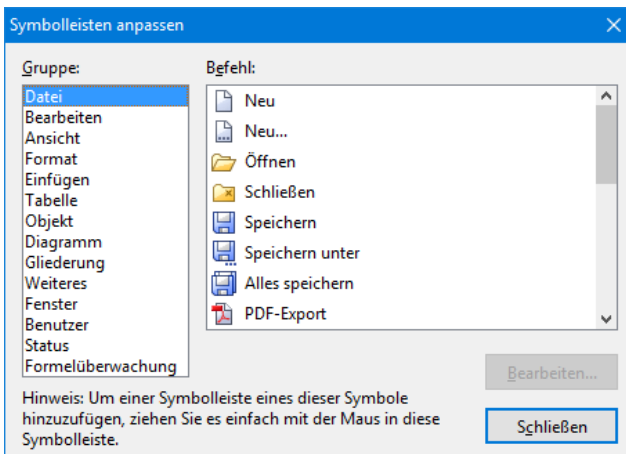 Symbolleisten anpassen
Gruppe:
Datei
Bearbeiten
Ansicht
Format
Einfügen
Tabelle
Objekt
Diagramm
Gliederung
Weiteres
Fenster
Benutzer
Status
Formelüberwachung
Befehl:
Neu
Neu...
Öffnen
Schließen
Speichern
Speichern unter
Alles speichern
PDF-Export
Bearbeiten...
Hinweis: Um einer Symbolleiste eines dieser Symbole
hinzuzufügen, ziehen Sie es einfach mit der Maus in diese
Symbolleiste.
Schließen